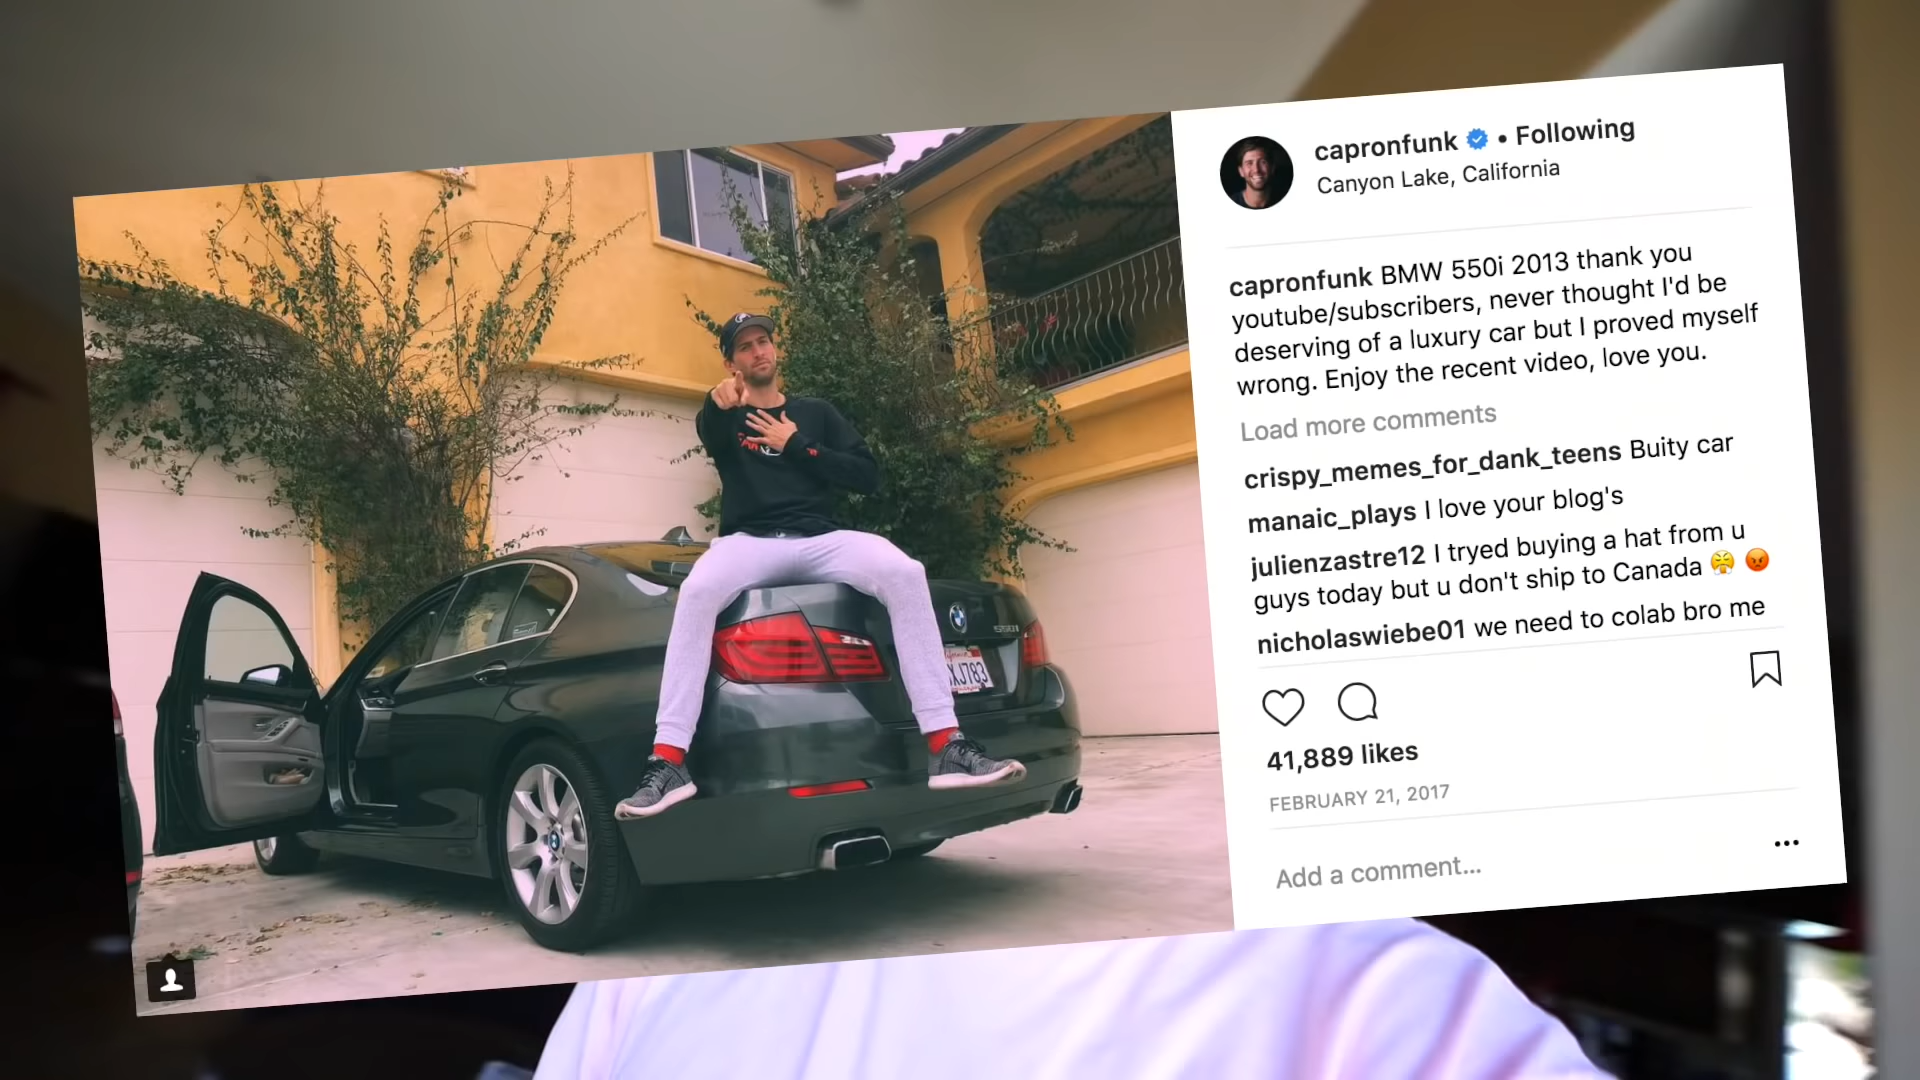 capronfunk • Following
Canyon Lake, California
capronfunk BMW 550i 2013 thank you
youtube/subscribers, never thought I'd be
deserving of a luxury car but I proved myself
wrong. Enjoy the recent video, love you.
Load more comments
crispy_memes_for_dank_teens Buity car
manaic_plays I love your blog's
julienzastre12 I tryed buying a hat from u
guys today but u don't ship to Canada 😤 😡
nicholaswiebe01 we need to colab bro me
41,889 likes
FEBRUARY 21, 2017
Add a comment...
550i
XJ783